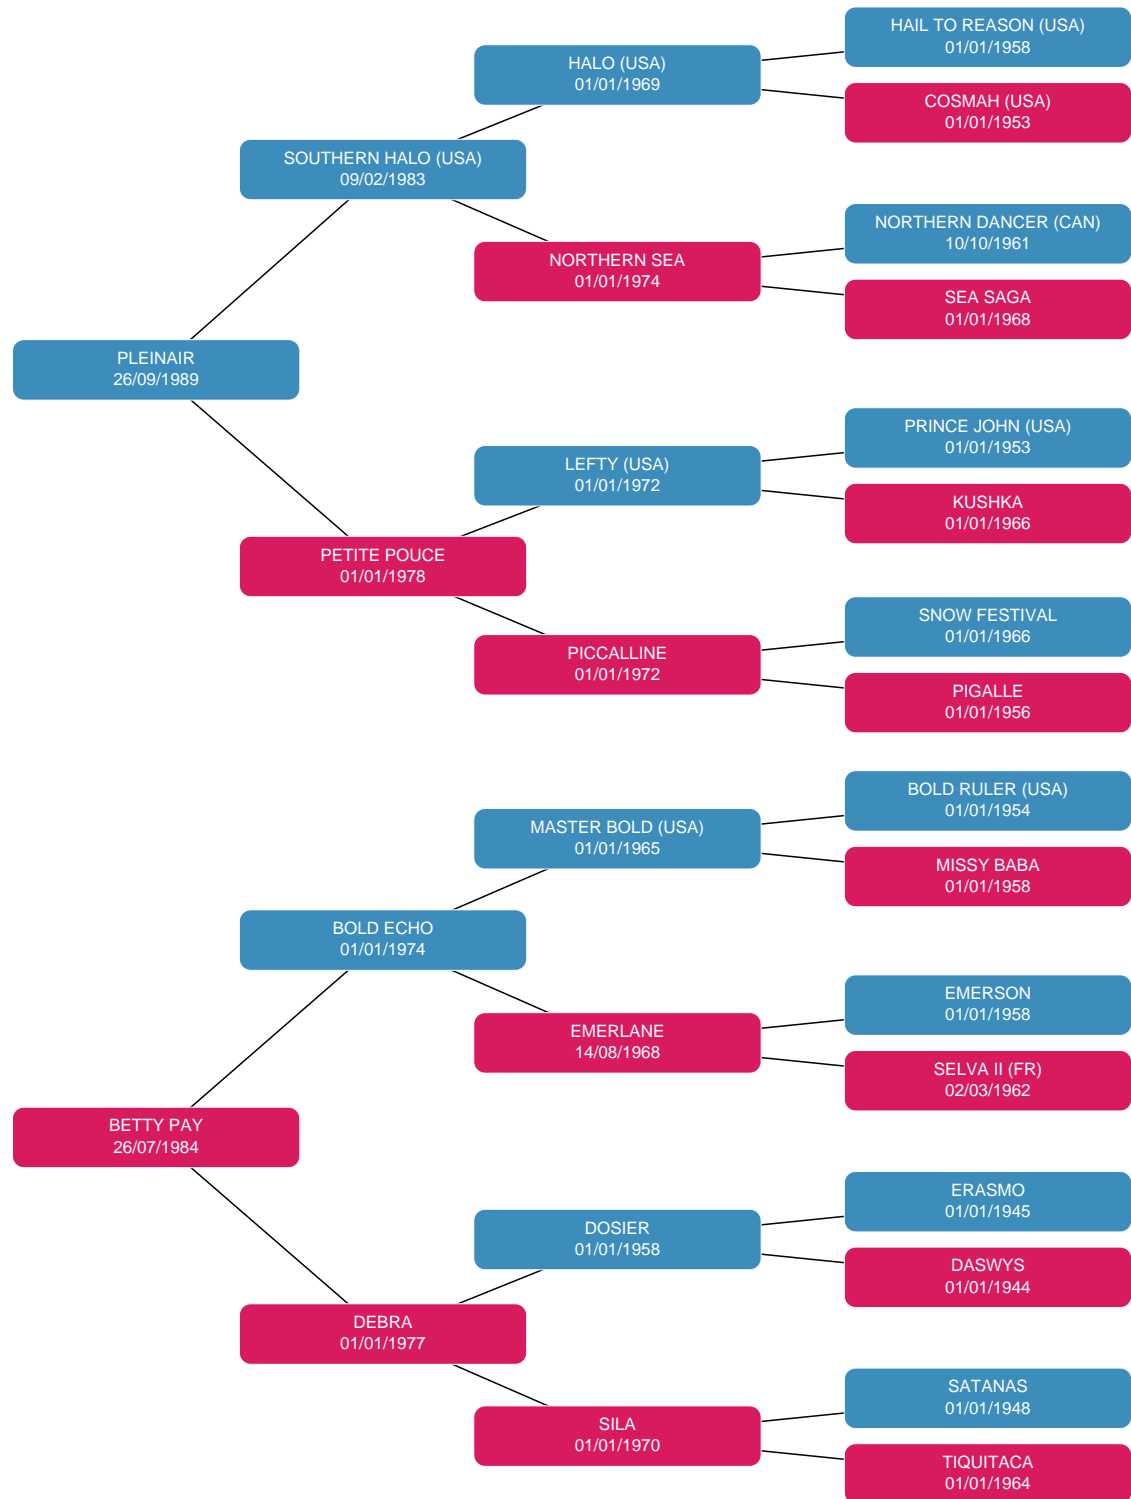 HAIL TO REASON (USA)
01/01/1958
HALO (USA)
01/01/1969
COSMAH (USA)
01/01/1953
SOUTHERN HALO (USA)
09/02/1983
NORTHERN DANCER (CAN)
10/10/1961
NORTHERN SEA
01/01/1974
SEA SAGA
01/01/1968
PLEINAIR
26/09/1989
PRINCE JOHN (USA)
01/01/1953
LEFTY (USA)
01/01/1972
KUSHKA
01/01/1966
PETITE POUCE
01/01/1978
SNOW FESTIVAL
01/01/1966
PICCALLINE
01/01/1972
PIGALLE
01/01/1956
BOLD RULER (USA)
01/01/1954
MASTER BOLD (USA)
01/01/1965
MISSY BABA
01/01/1958
BOLD ECHO
01/01/1974
EMERSON
01/01/1958
EMERLANE
14/08/1968
SELVA II (FR)
02/03/1962
BETTY PAY
26/07/1984
ERASMO
01/01/1945
DOSIER
01/01/1958
DASWYS
01/01/1944
DEBRA
01/01/1977
SATANAS
01/01/1948
SILA
01/01/1970
TIQUITACA
01/01/1964